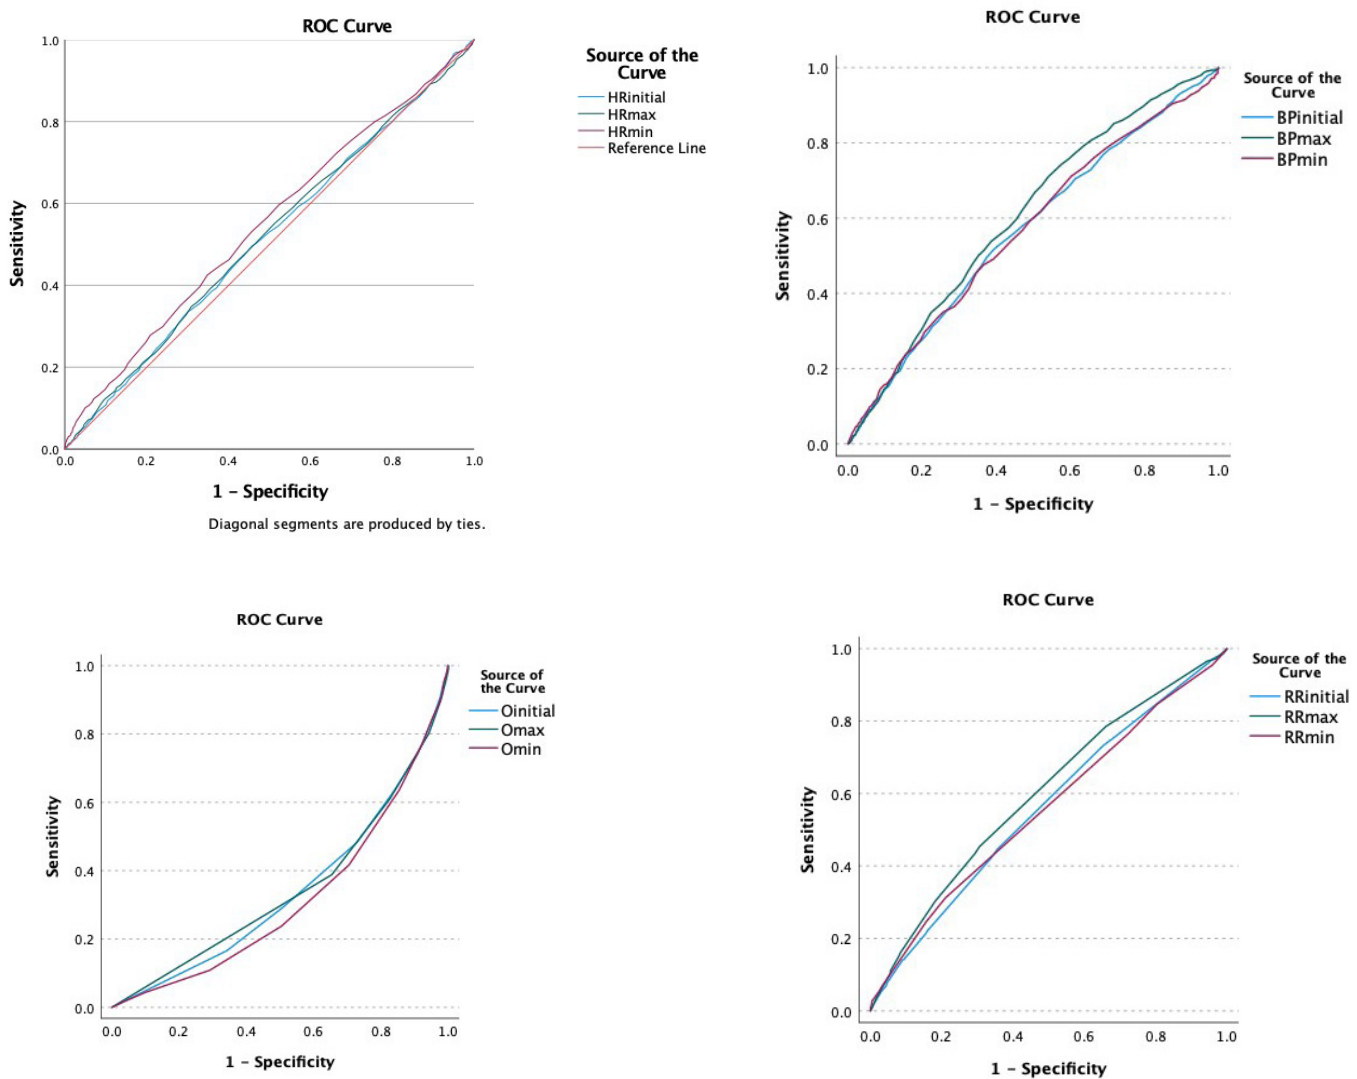 ROC Curve
1.0
0.8
0.6
0.4
0.2
0.0
Sensitivity
0.0 0.2 0.4 0.6 0.8 1.0
1 – Specificity
Diagonal segments are produced by ties.
Source of the
Curve
HRinitial
HRmax
HRmin
Reference Line
ROC Curve
1.0
0.8
0.6
0.4
0.2
0.0
Sensitivity
0.0 0.2 0.4 0.6 0.8 1.0
1 – Specificity
Source of the
Curve
BPinitial
BPmax
BPmin
ROC Curve
1.0
0.8
0.6
0.4
0.2
0.0
Sensitivity
0.0 0.2 0.4 0.6 0.8 1.0
1 – Specificity
Source of
the Curve
Oinitial
Omax
Omin
ROC Curve
1.0
0.8
0.6
0.4
0.2
0.0
Sensitivity
0.0 0.2 0.4 0.6 0.8 1.0
1 – Specificity
Source of the
Curve
RRinitial
RRmax
RRmin